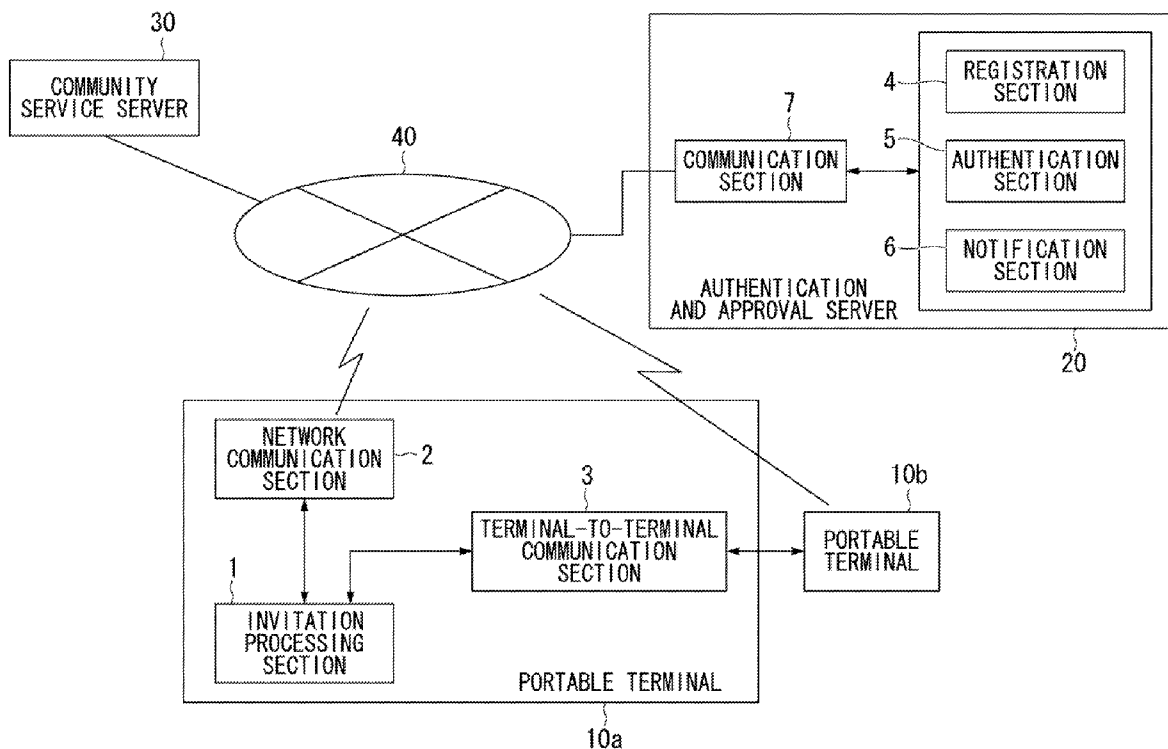 30
COMMUNITY
SERVICE SERVER
40
7
COMMUNICATION
SECTION
4
REGISTRATION
SECTION
5
AUTHENTICATION
SECTION
6
NOTIFICATION
SECTION
AUTHENTICATION
AND APPROVAL SERVER
20
NETWORK
COMMUNICATION
SECTION
2
3
TERMINAL-TO-TERMINAL
COMMUNICATION
SECTION
10b
PORTABLE
TERMINAL
1
INVITATION
PROCESSING
SECTION
PORTABLE TERMINAL
10a